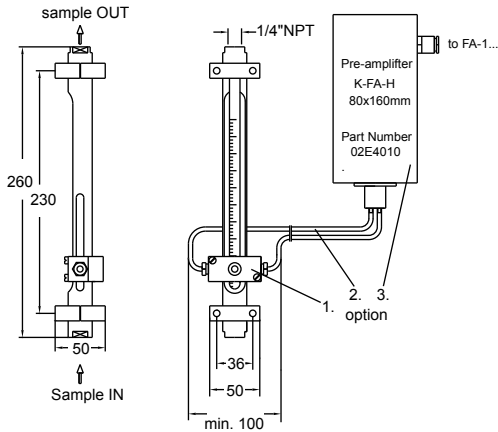 sample OUT
1/4"NPT
to FA-1...
Pre-amplifter
K-FA-H
80x160mm
Part Number
02E4010
260
230
1.
2.
3.
option
50
Sample IN
36
50
min. 100